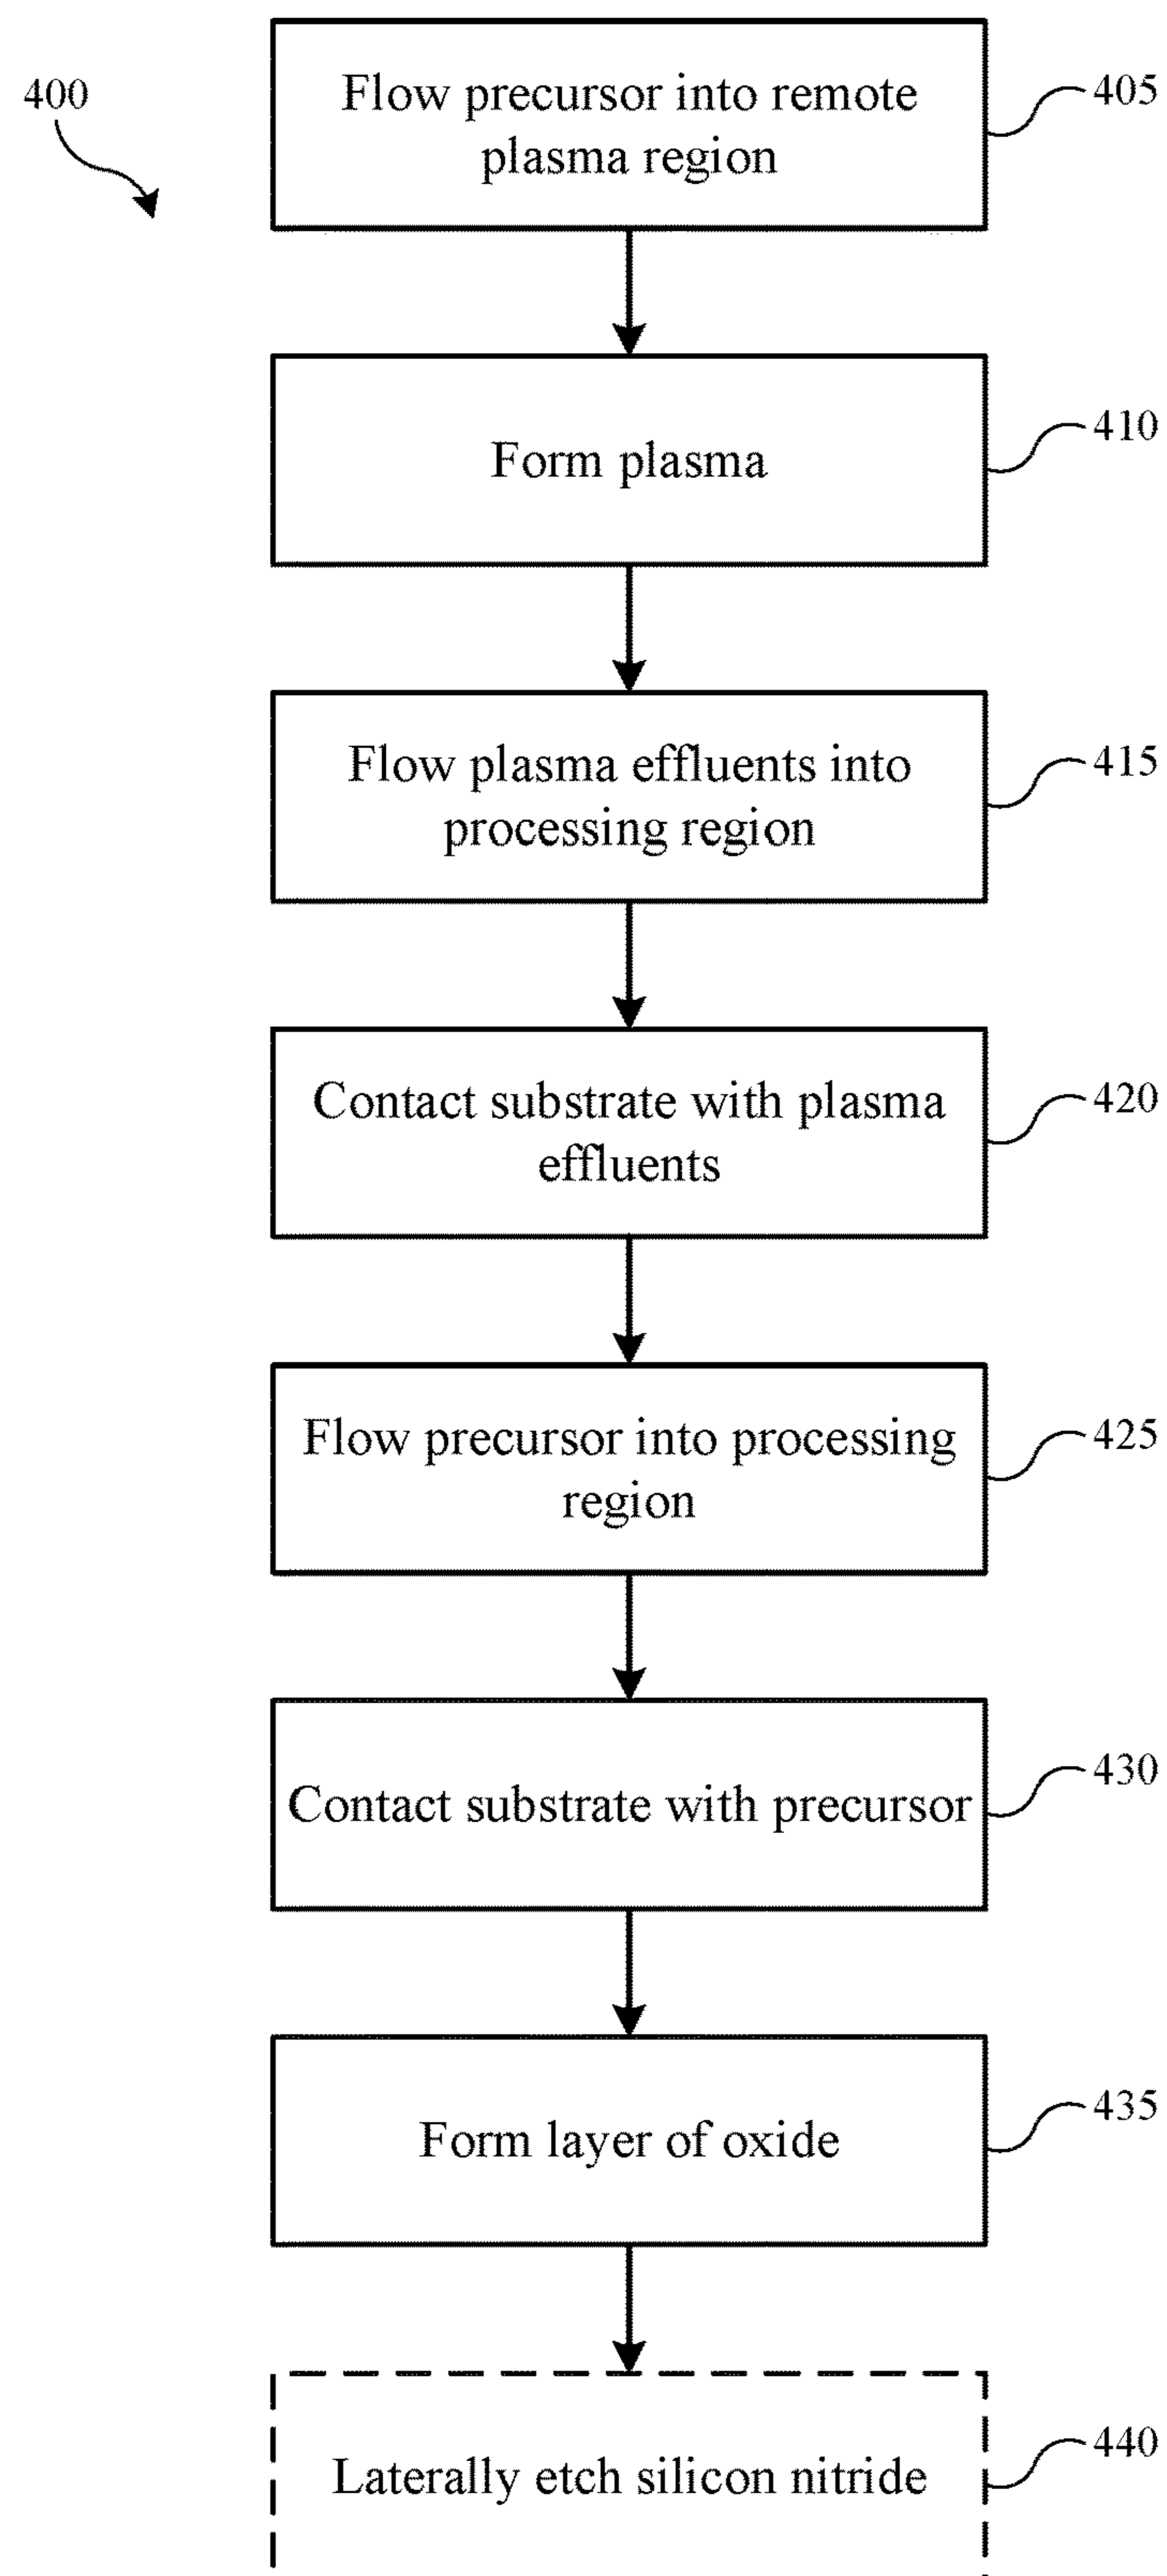 400
Flow precursor into remote
plasma region
405
Form plasma
410
Flow plasma effluents into
processing region
415
Contact substrate with plasma
effluents
420
Flow precursor into processing
region
425
Contact substrate with precursor
430
Form layer of oxide
435
Laterally etch silicon nitride
440